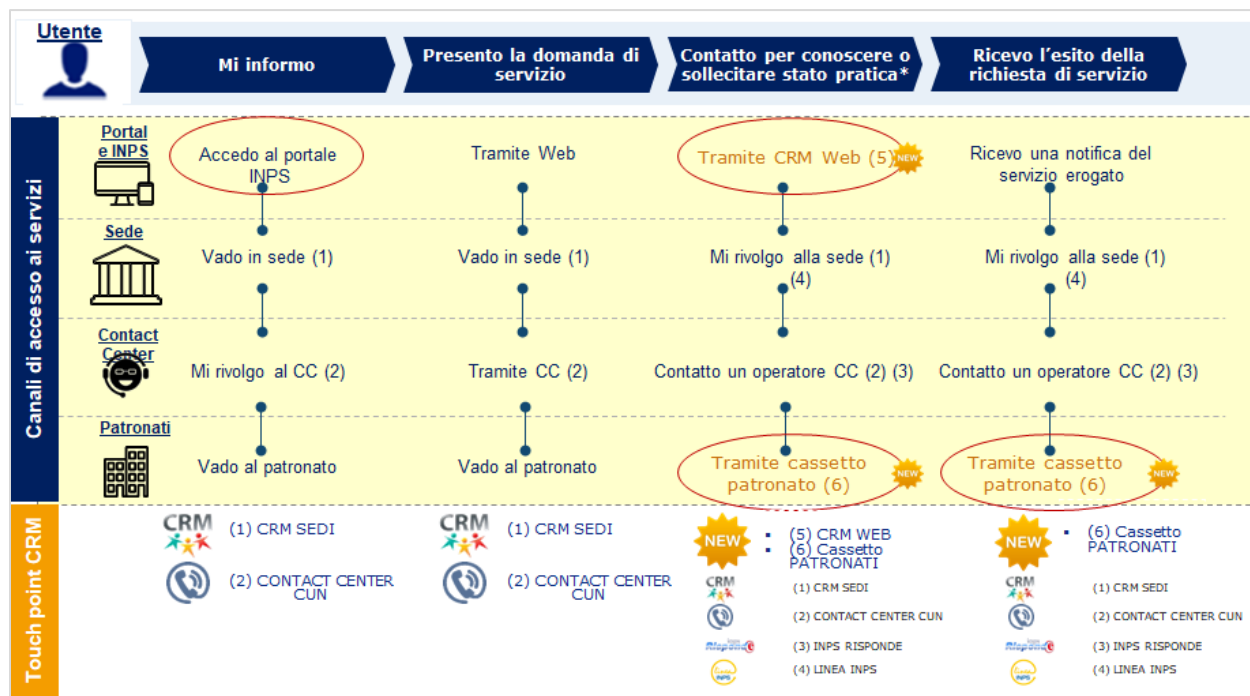 Utente
Mi informo
Presento la domanda di
servizio
Contatto per conoscere o
sollecitare stato pratica*
Ricevo l'esito della
richiesta di servizio
Canali di accesso ai servizi
Portal
e INPS
Accedo al portale
INPS
Tramite Web
Tramite CRM Web (5)
NEW
Ricevo una notifica del
servizio erogato
Sede
Vado in sede (1)
Vado in sede (1)
Mi rivolgo alla sede (1)
(4)
Mi rivolgo alla sede (1)
(4)
Contact
Center
Mi rivolgo al CC (2)
Tramite CC (2)
Contatto un operatore CC (2) (3)
Contatto un operatore CC (2) (3)
Patronati
Vado al patronato
Vado al patronato
Tramite cassetto
patronato (6)
NEW
Tramite cassetto
patronato (6)
NEW
Touch point CRM
CRM
(1) CRM SEDI
(2) CONTACT CENTER
CUN
CRM
(1) CRM SEDI
(2) CONTACT CENTER
CUN
NEW
▪ (5) CRM WEB
▪ (6) Cassetto
PATRONATI
CRM
(1) CRM SEDI
(2) CONTACT CENTER CUN
Risponde
(3) INPS RISPONDE
linea
INPS
(4) LINEA INPS
NEW
▪ (6) Cassetto
PATRONATI
CRM
(1) CRM SEDI
(2) CONTACT CENTER CUN
Risponde
(3) INPS RISPONDE
linea
INPS
(4) LINEA INPS